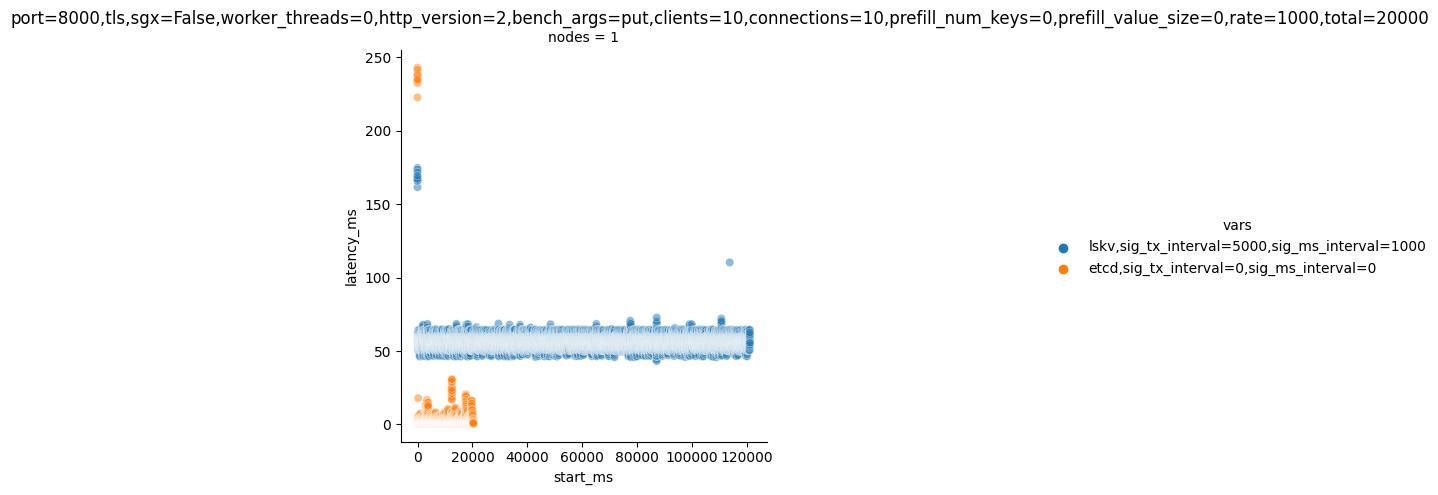 port=8000,tls,sgx=False,worker_threads=0,http_version=2,bench_args=put,clients=10,connections=10,prefill_num_keys=0,prefill_value_size=0,rate=1000,total=20000
nodes = 1
250
200
150
100
50
0
latency_ms
0 20000 40000 60000 80000 100000 120000
start_ms
vars
lskv,sig_tx_interval=5000,sig_ms_interval=1000
etcd,sig_tx_interval=0,sig_ms_interval=0